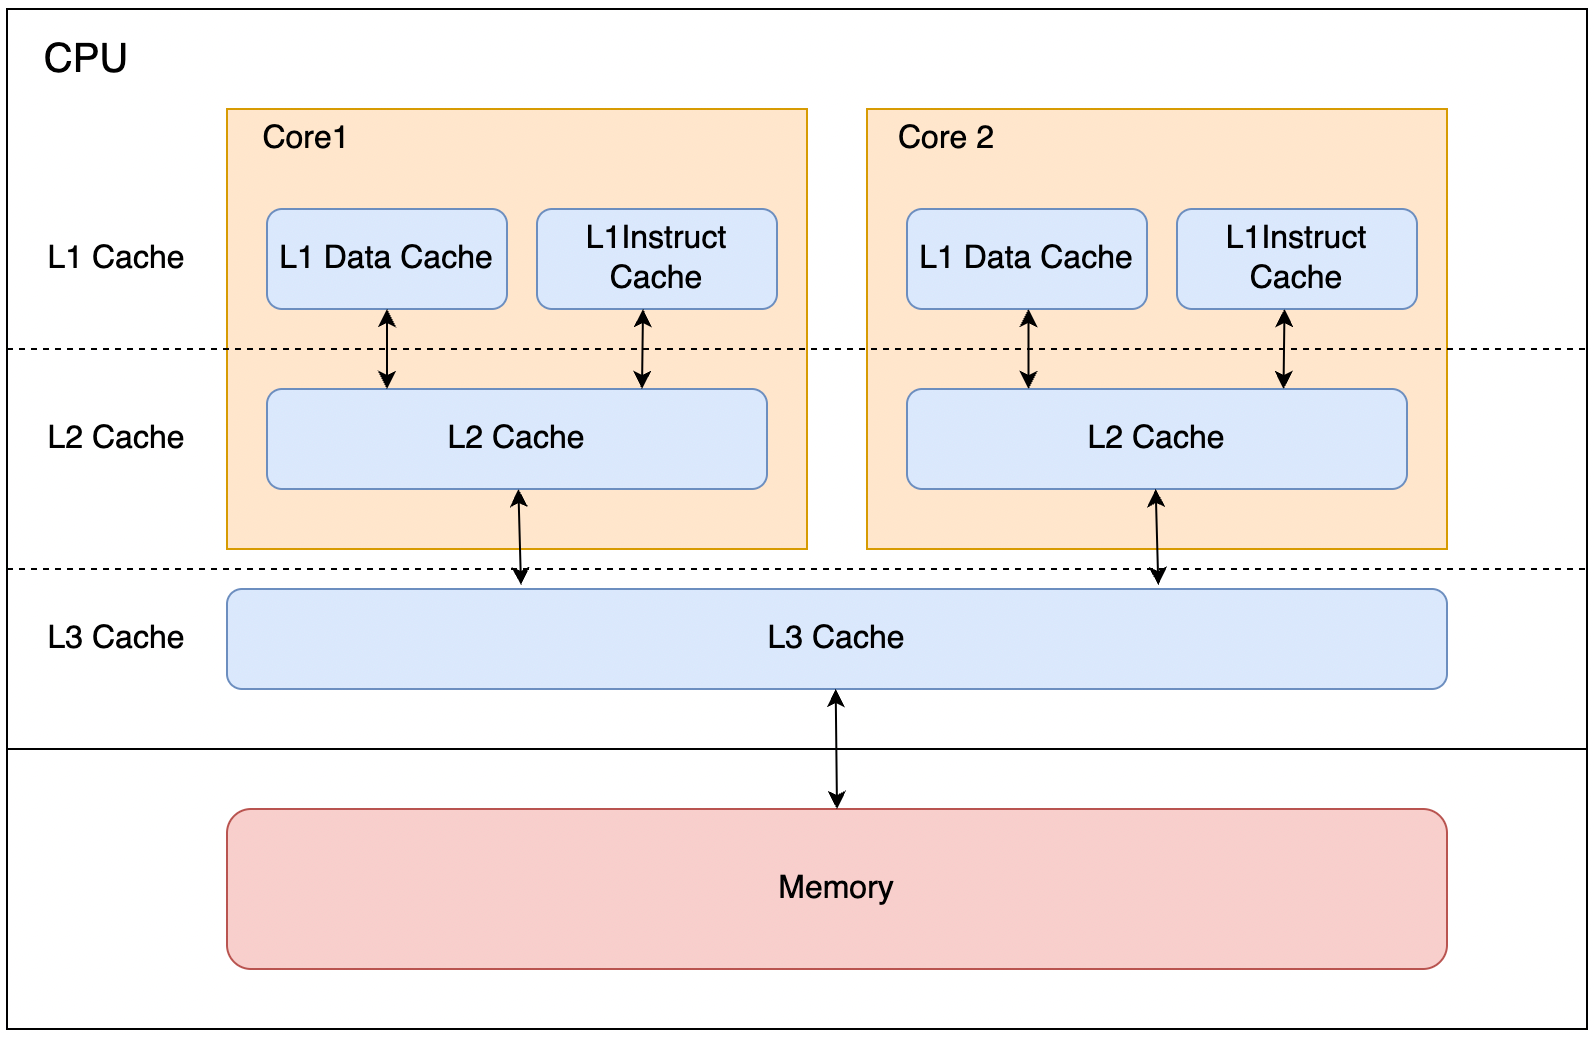 CPU
Core1
Core 2
L1 Cache
L1 Data Cache
L1Instruct
Cache
L1 Data Cache
L1Instruct
Cache
L2 Cache
L2 Cache
L2 Cache
L3 Cache
L3 Cache
Memory